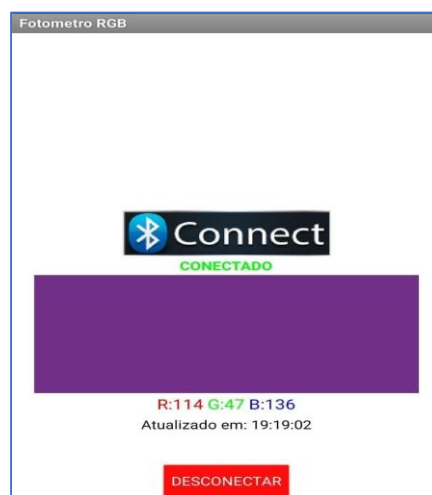 Fotometro RGB
Connect
CONECTADO
R:114 G:47 B:136
Atualizado em: 19:19:02
DESCONECTAR